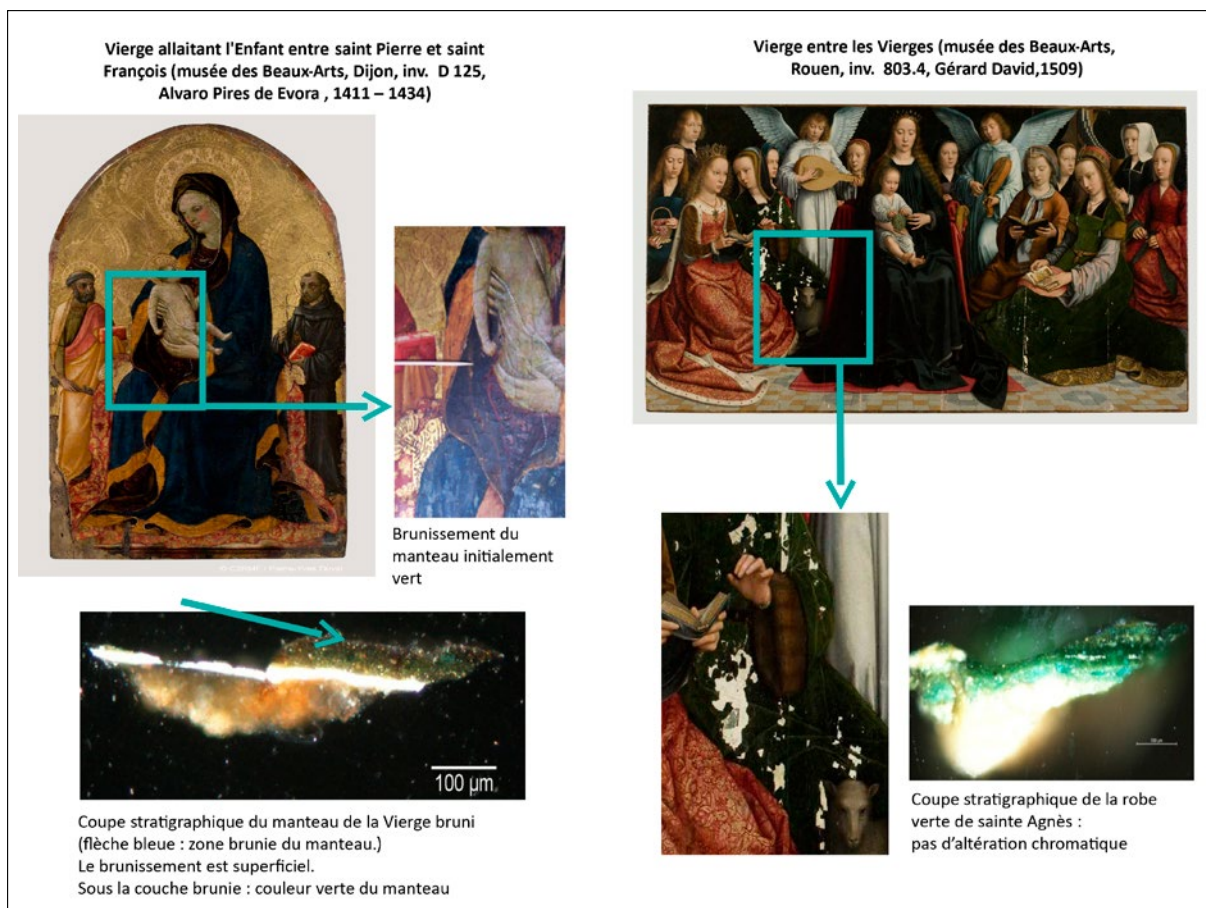 Vierge allaitant l'Enfant entre saint Pierre et saint
François (musée des Beaux-Arts, Dijon, inv.  D 125,
Alvaro Pires de Evora , 1411 – 1434)
Brunissement du
manteau initialement
vert
100 µm
Coupe stratigraphique du manteau de la Vierge bruni
(flèche bleue : zone brunie du manteau.)
Le brunissement est superficiel.
Sous la couche brunie : couleur verte du manteau
Vierge entre les Vierges (musée des Beaux-Arts,
Rouen, inv.  803.4, Gérard David,1509)
Coupe stratigraphique de la robe
verte de sainte Agnès :
pas d'altération chromatique